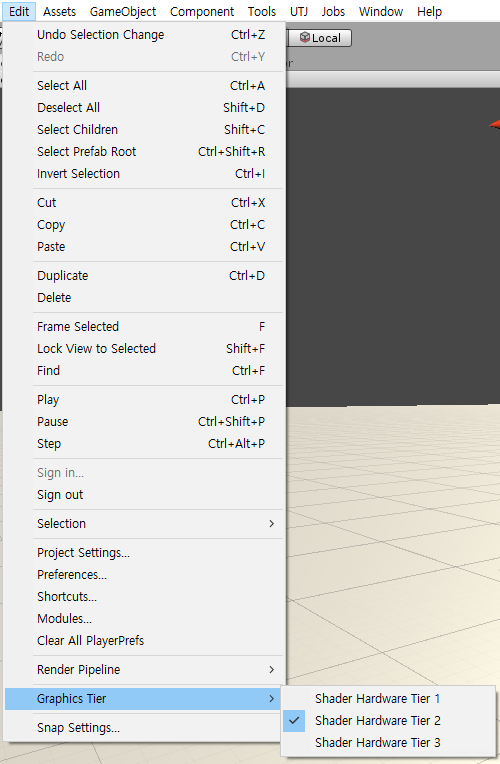 Edit Assets GameObject Component Tools UTJ Jobs Window Help
Local
Undo Selection Change Ctrl+Z
Redo Ctrl+Y
Select All Ctrl+A
Deselect All Shift+D
Select Children Shift+C
Select Prefab Root Ctrl+Shift+R
Invert Selection Ctrl+I
Cut Ctrl+X
Copy Ctrl+C
Paste Ctrl+V
Duplicate Ctrl+D
Delete
Frame Selected F
Lock View to Selected Shift+F
Find Ctrl+F
Play Ctrl+P
Pause Ctrl+Shift+P
Step Ctrl+Alt+P
Sign in...
Sign out
Selection
Project Settings...
Preferences...
Shortcuts...
Modules...
Clear All PlayerPrefs
Render Pipeline
Graphics Tier
Shader Hardware Tier 1
Shader Hardware Tier 2
Shader Hardware Tier 3
Snap Settings...